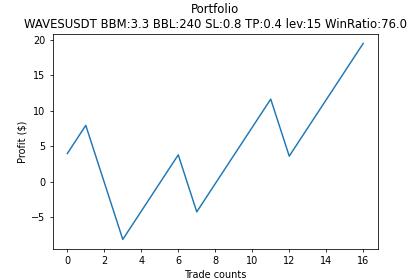 Portfolio
WAVESUSDT BBM:3.3 BBL:240 SL:0.8 TP:0.4 lev:15 WinRatio:76.0
20
15
10
5
0
−5
Profit ($)
0 2 4 6 8 10 12 14 16
Trade counts